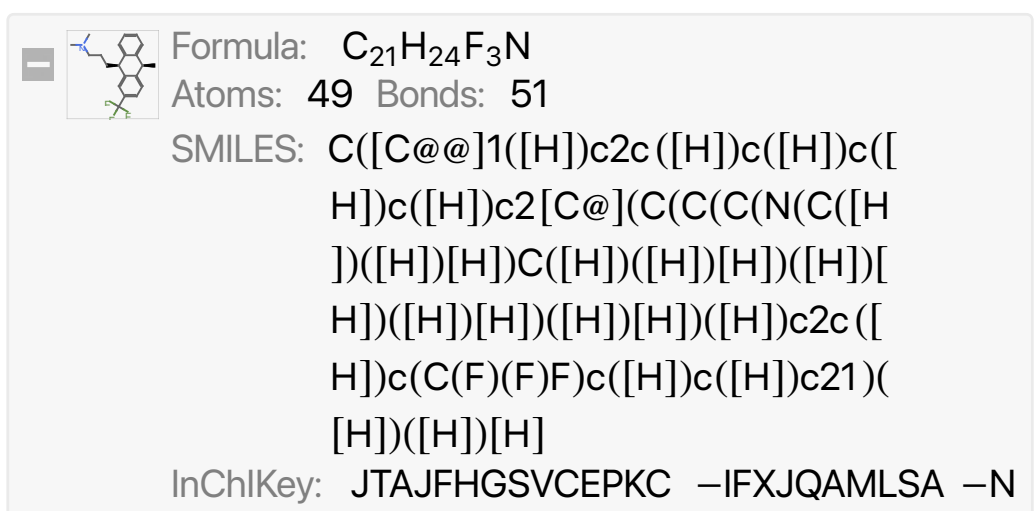 Formula: C₂₁H₂₄F₃N
Atoms: 49 Bonds: 51
SMILES: C([C@@]1([H])c2c([H])c([H])c([
H])c([H])c2[C@](C(C(C(N(C([H
])([H])[H])C([H])([H])[H])([H])[
H])([H])[H])([H])[H])([H])c2c([
H])c(C(F)(F)F)c([H])c([H])c21)(
[H])([H])[H]
InChIKey: JTAJFHGSVCEPKC –IFXJQAMLSA –N